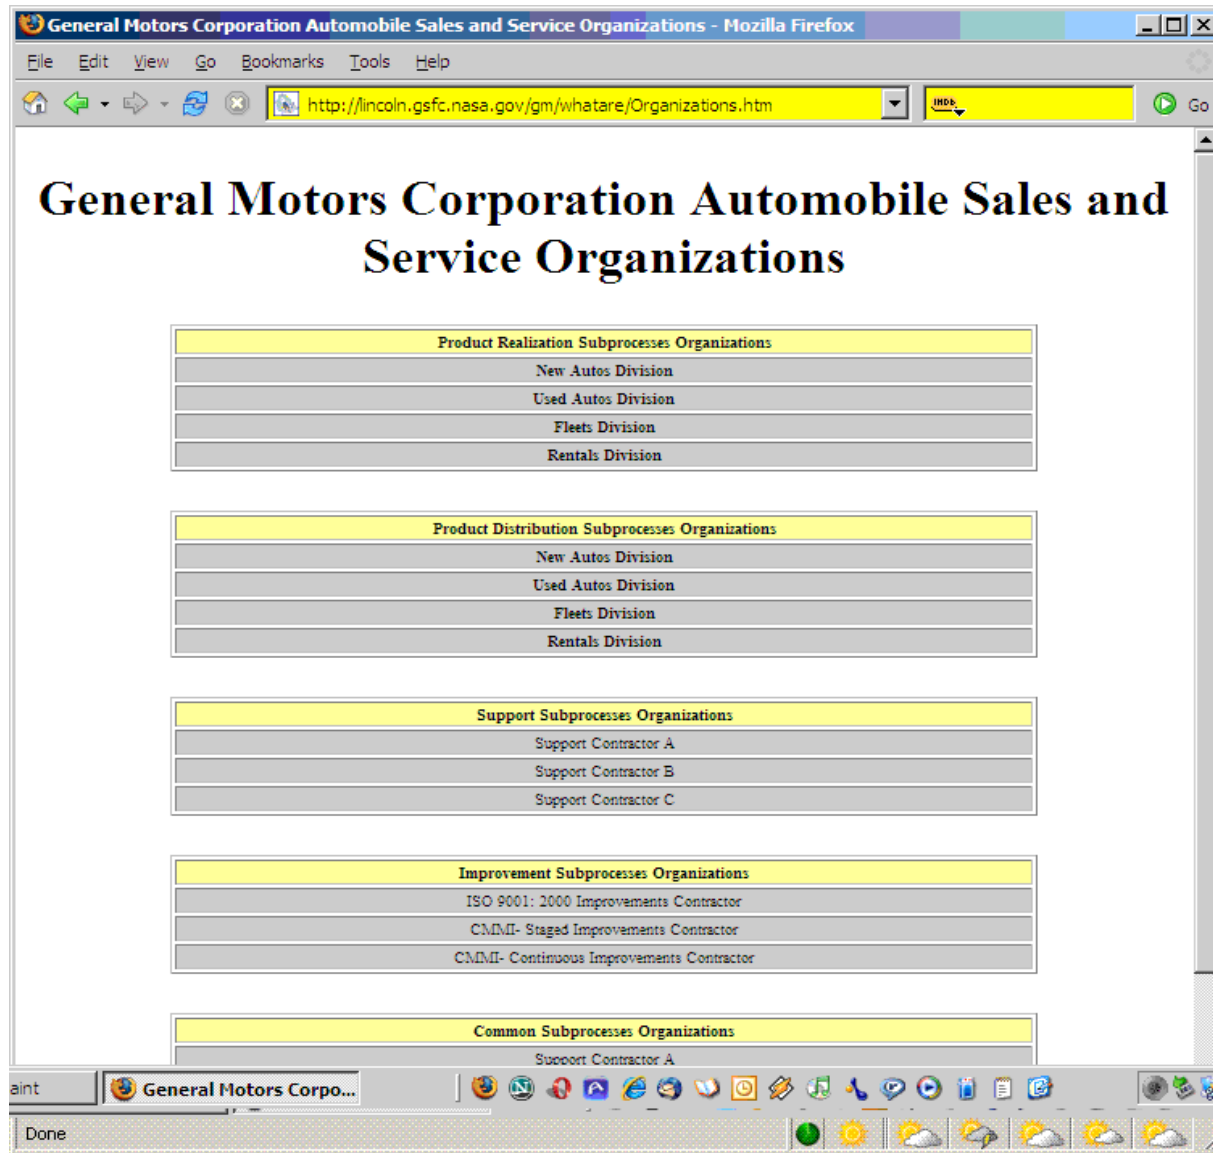 General Motors Corporation Automobile Sales and Service Organizations - Mozilla Firefox
File Edit View Go Bookmarks Tools Help
http://lincoln.gsfc.nasa.gov/gm/whatare/Organizations.htm IMDb Go
General Motors Corporation Automobile Sales and
Service Organizations
Product Realization Subprocesses Organizations
New Autos Division
Used Autos Division
Fleets Division
Rentals Division
Product Distribution Subprocesses Organizations
New Autos Division
Used Autos Division
Fleets Division
Rentals Division
Support Subprocesses Organizations
Support Contractor A
Support Contractor B
Support Contractor C
Improvement Subprocesses Organizations
ISO 9001: 2000 Improvements Contractor
CMMI- Staged Improvements Contractor
CMMI- Continuous Improvements Contractor
Common Subprocesses Organizations
Support Contractor A
aint General Motors Corpo...
Done